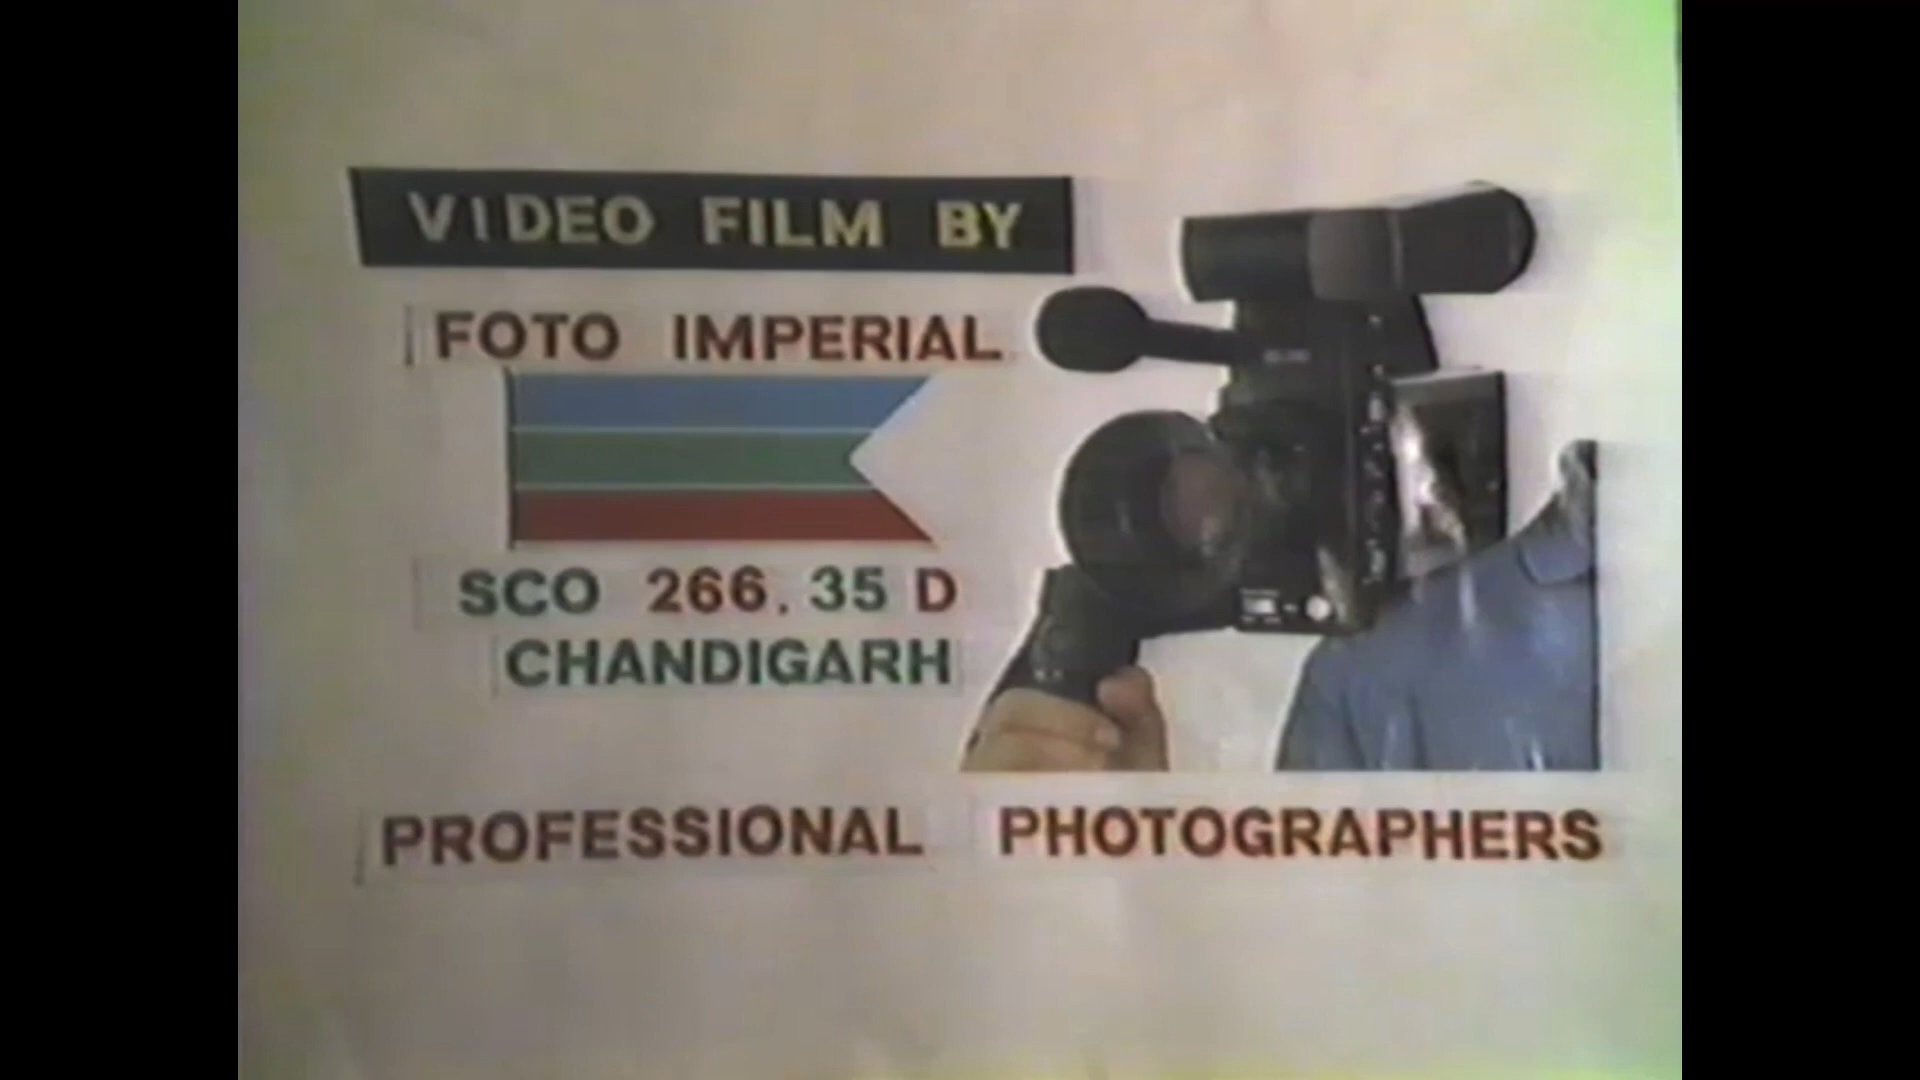 VIDEO FILM BY
FOTO IMPERIAL
SCO 266. 35 D
CHANDIGARH
PROFESSIONAL PHOTOGRAPHERS